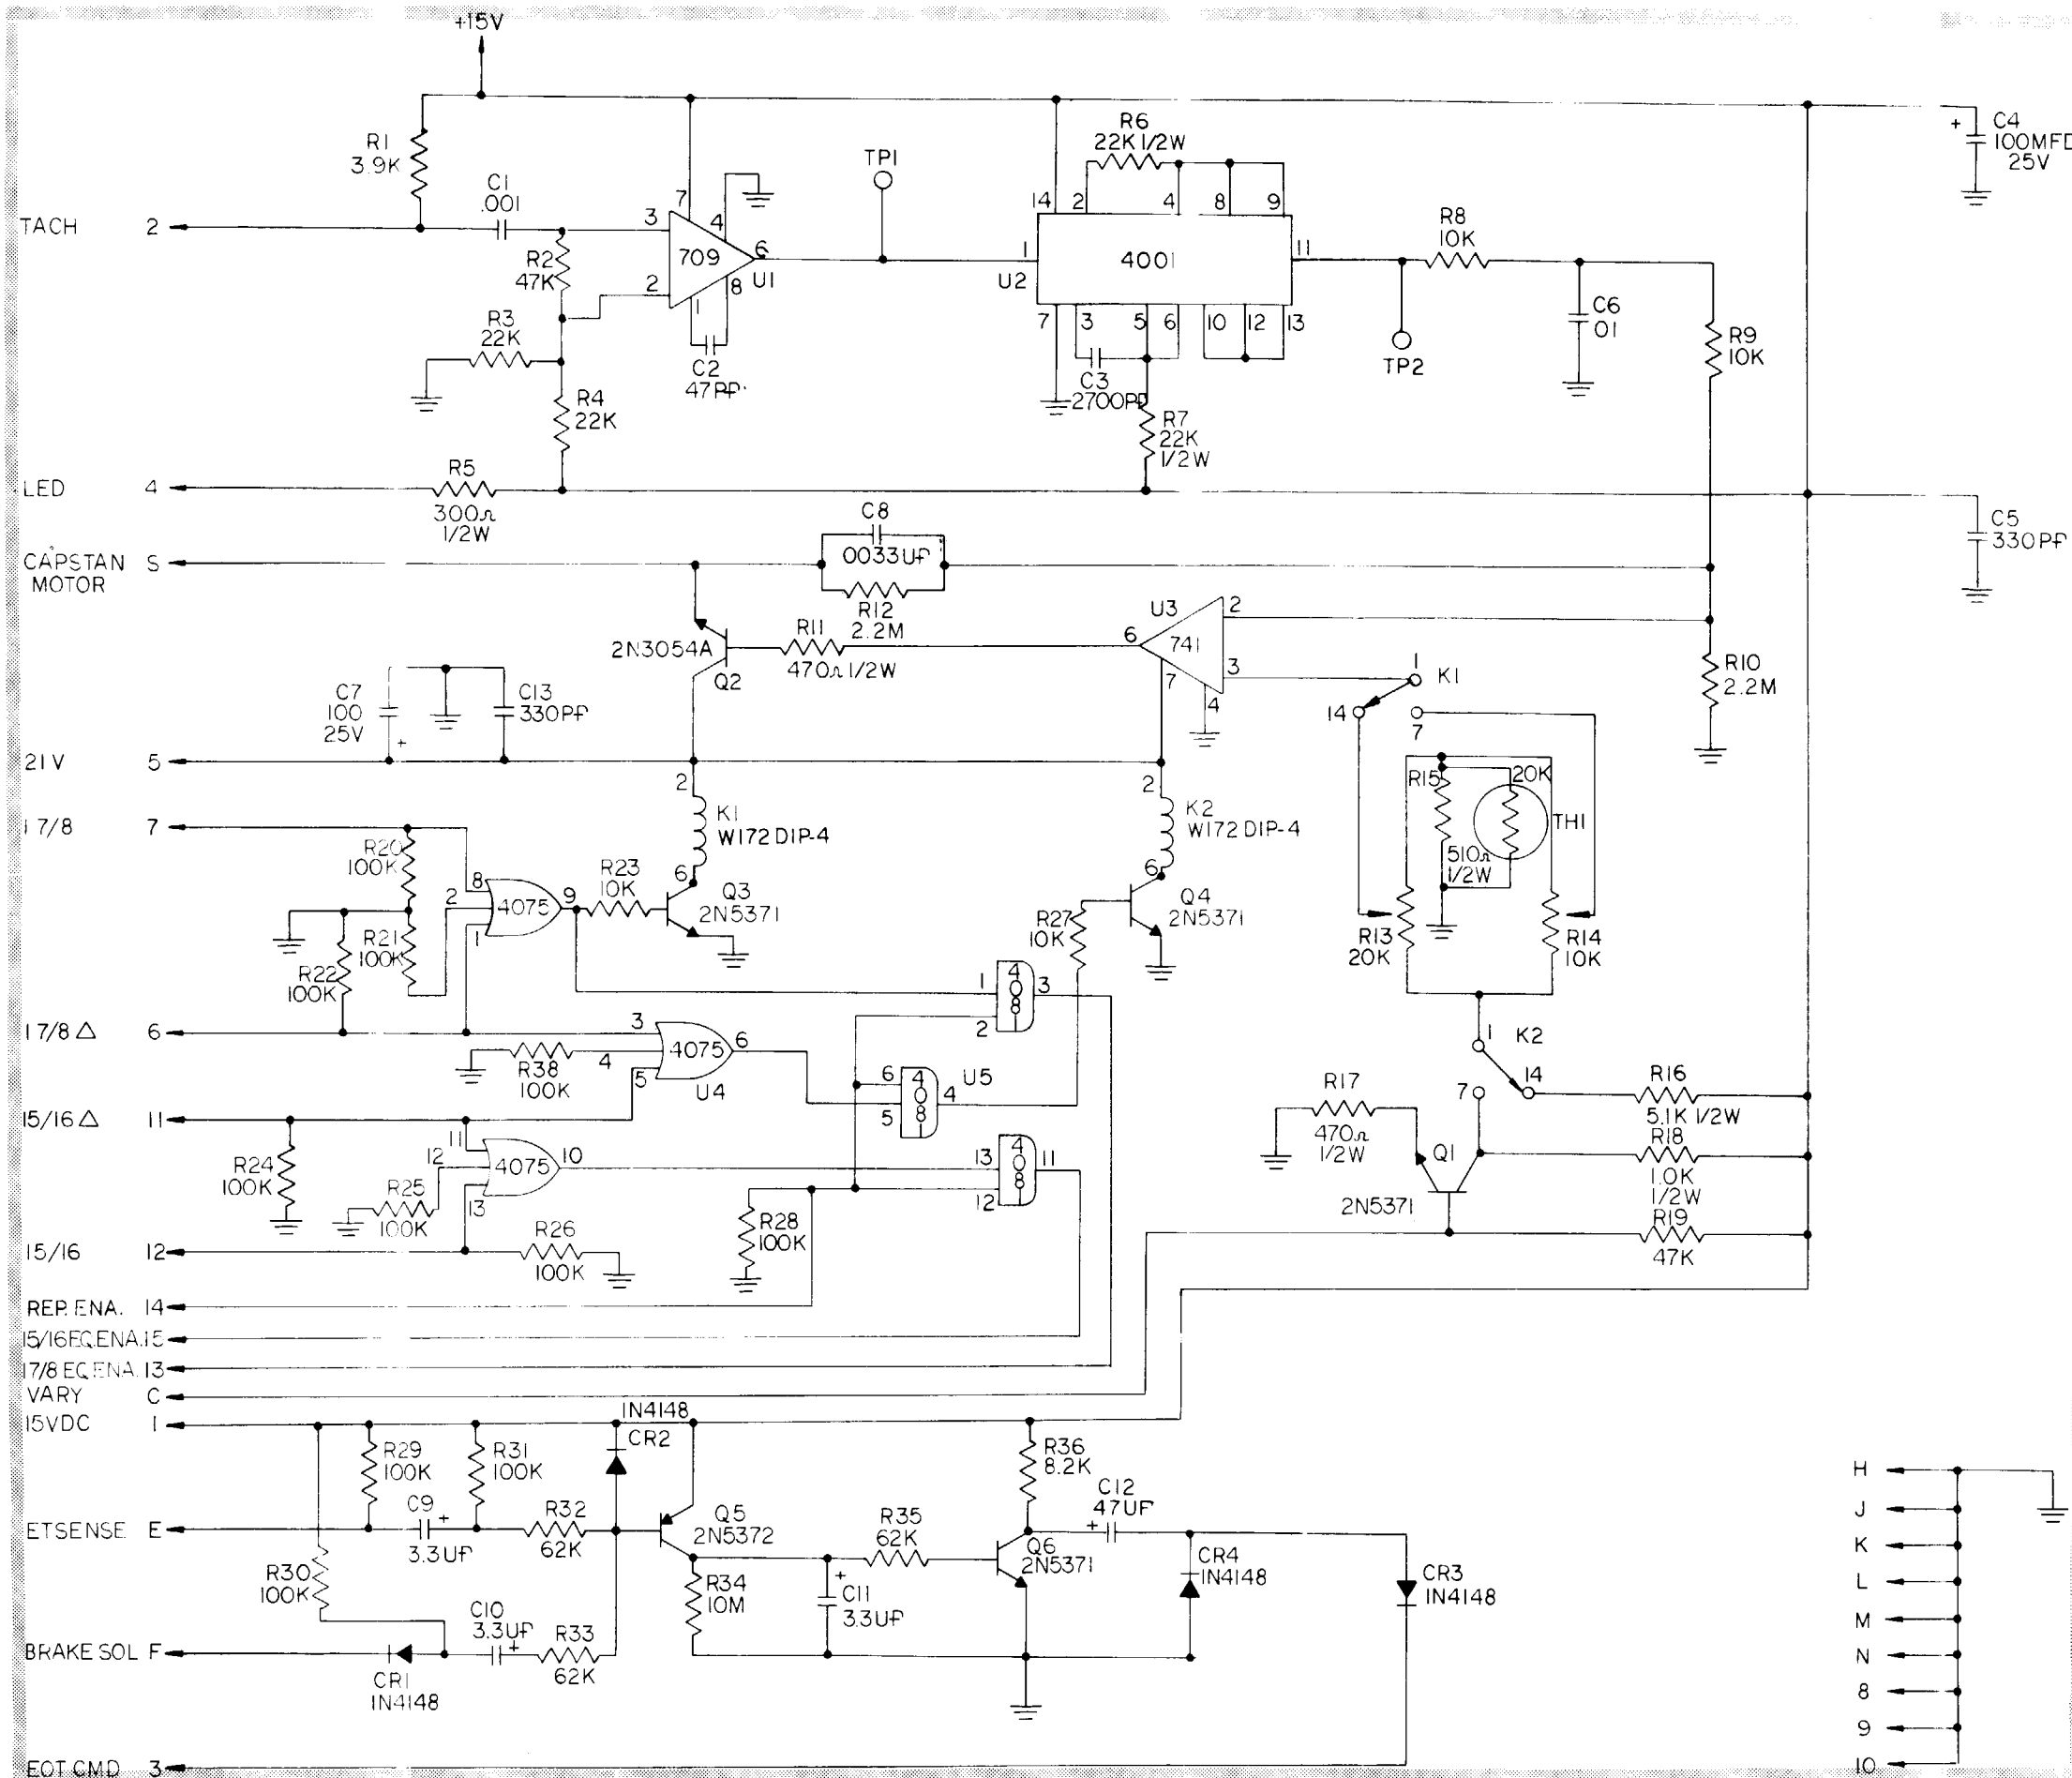 +15V
R1
3.9K
C1
.001
TACH 2
R2
47K
3
2
7
4
709
6
U1
1
8
C2
47Pf
R3
22K
R4
22K
TP1
R6
22K 1/2W
14
2
4
8
9
1
4001
11
U2
7
3
5
6
10
12
13
C3
2700Pf
R7
22K
1/2W
R8
10K
TP2
C6
01
R9
10K
+
C4
100MFD
25V
LED 4
R5
300Ω
1/2W
C5
330Pf
CAPSTAN MOTOR S
C8
0033Uf
R12
2.2M
2N3054A
Q2
R11
470Ω 1/2W
U3
6
741
2
3
7
4
R10
2.2M
C7
100
25V
+
C13
330Pf
1
K1
14
7
21V 5
2
K1
W172 DIP-4
6
2
K2
W172 DIP-4
6
R15
510Ω
1/2W
20K
TH1
R13
20K
R14
10K
1 7/8 7
R20
100K
R21
100K
R22
100K
8
2
1
4075
9
R23
10K
Q3
2N5371
R27
10K
Q4
2N5371
1
2
4081
3
1 7/8 Δ 6
3
4
5
4075
6
U4
R38
100K
6
5
4081
4
U5
1
K2
14
7
R16
5.1K 1/2W
R17
470Ω
1/2W
Q1
2N5371
R18
1.0K
1/2W
R19
47K
15/16 Δ 11
R24
100K
11
12
13
4075
10
R25
100K
13
12
4081
11
R28
100K
15/16 12
R26
100K
REP. ENA. 14
15/16 EQ.ENA. 15
17/8 EQ ENA. 13
VARY C
15VDC 1
R29
100K
R31
100K
1N4148
CR2
R36
8.2K
C12
47Uf
+
ETSENSE E
C9
+
3.3Uf
R32
62K
Q5
2N5372
R35
62K
Q6
2N5371
CR4
1N4148
CR3
1N4148
R30
100K
R34
10M
+
C11
3.3Uf
C10
3.3Uf
+
R33
62K
BRAKE SOL F
CR1
1N4148
EOT CMD 3
H
J
K
L
M
N
8
9
10